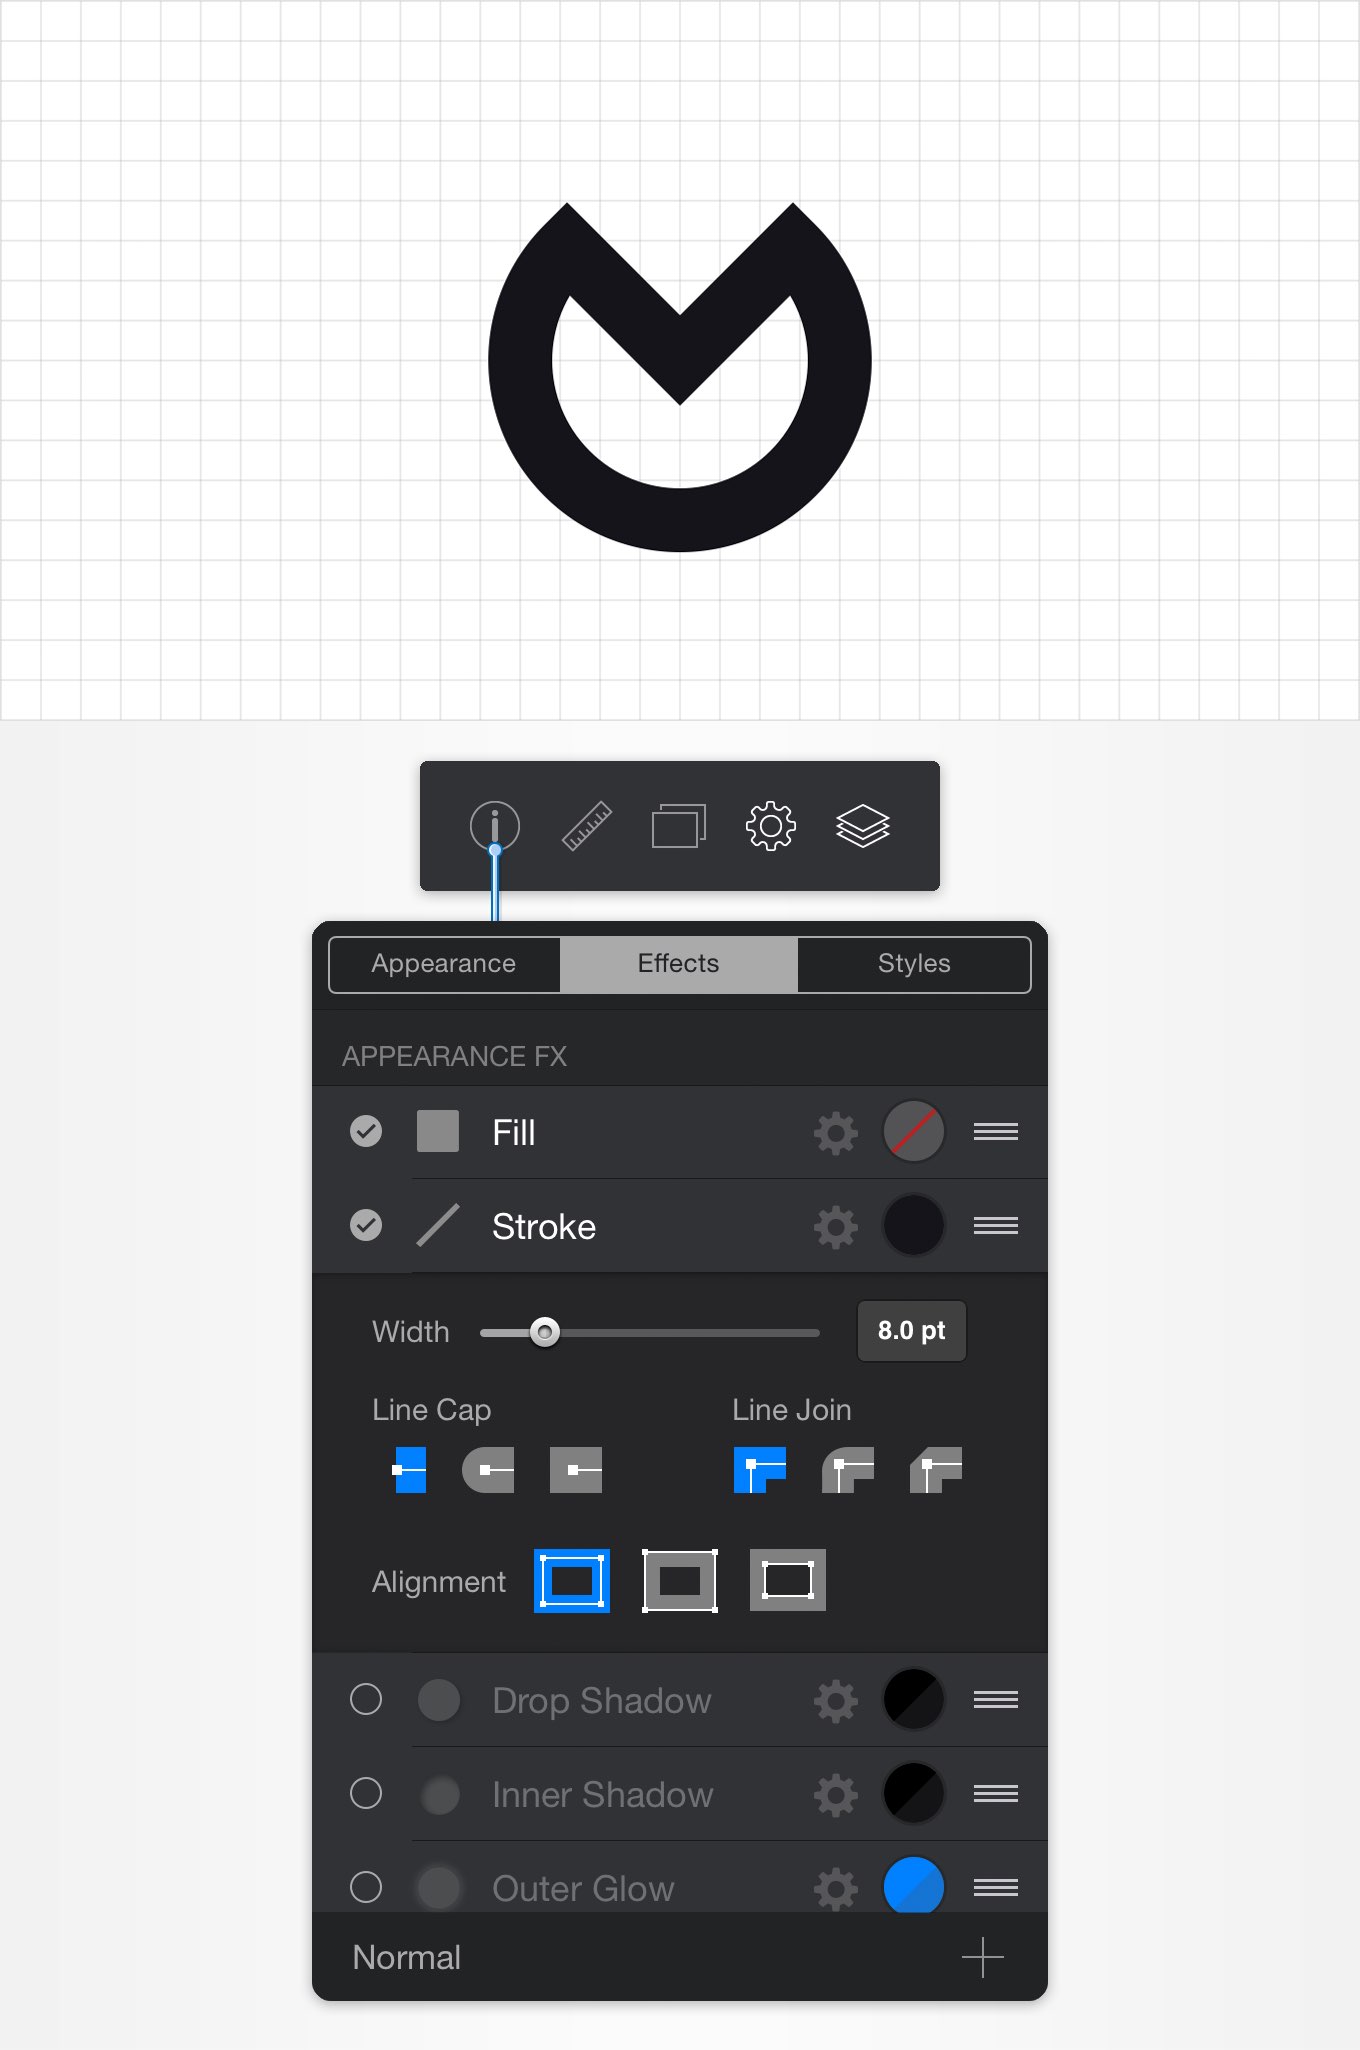 Appearance
Effects
Styles
APPEARANCE FX
Fill
Stroke
Width
8.0 pt
Line Cap
Line Join
Alignment
Drop Shadow
Inner Shadow
Outer Glow
Normal